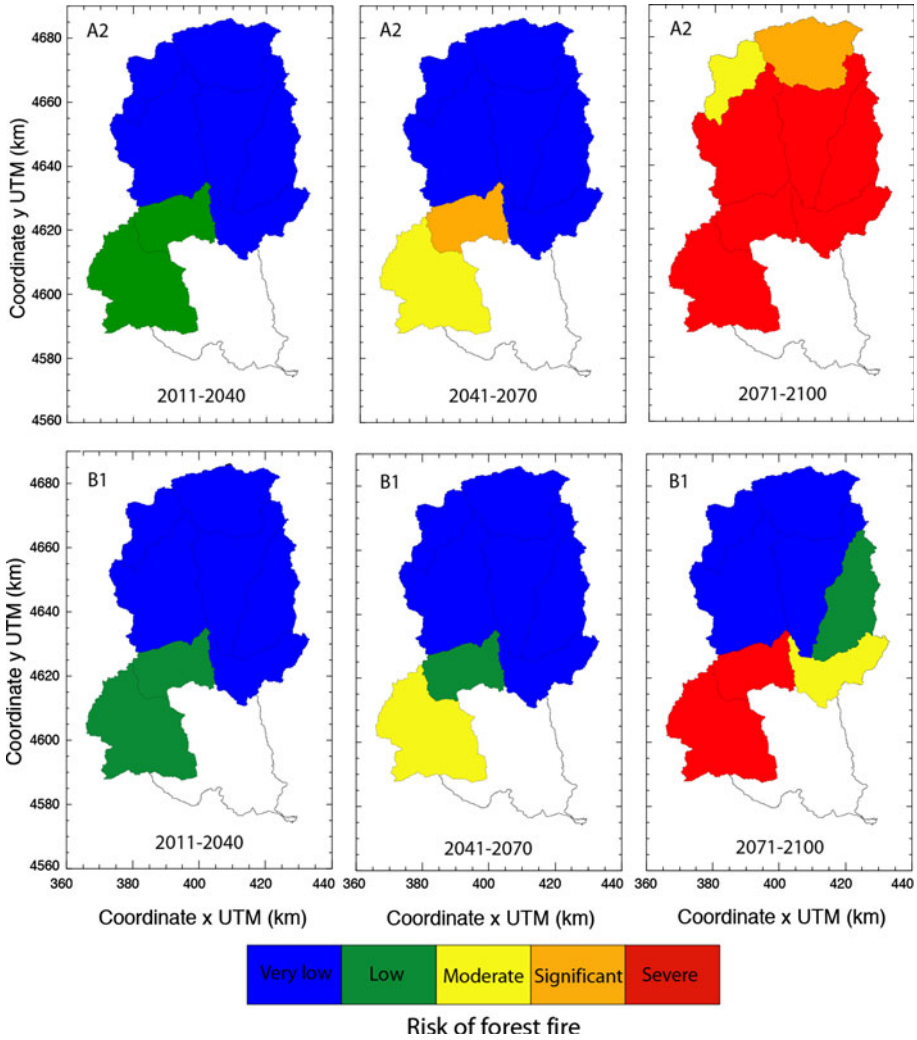 A2
A2
A2
4680
4660
4640
4620
4600
4580
4560
Coordinate y UTM (km)
2011-2040
2041-2070
2071-2100
B1
B1
B1
4680
4660
4640
4620
4600
4580
4560
Coordinate y UTM (km)
2011-2040
2041-2070
2071-2100
360 380 400 420 440
360 380 400 420 440
360 380 400 420 440
Coordinate x UTM (km)
Coordinate x UTM (km)
Coordinate x UTM (km)
Very low Low Moderate Significant Severe
Risk of forest fire